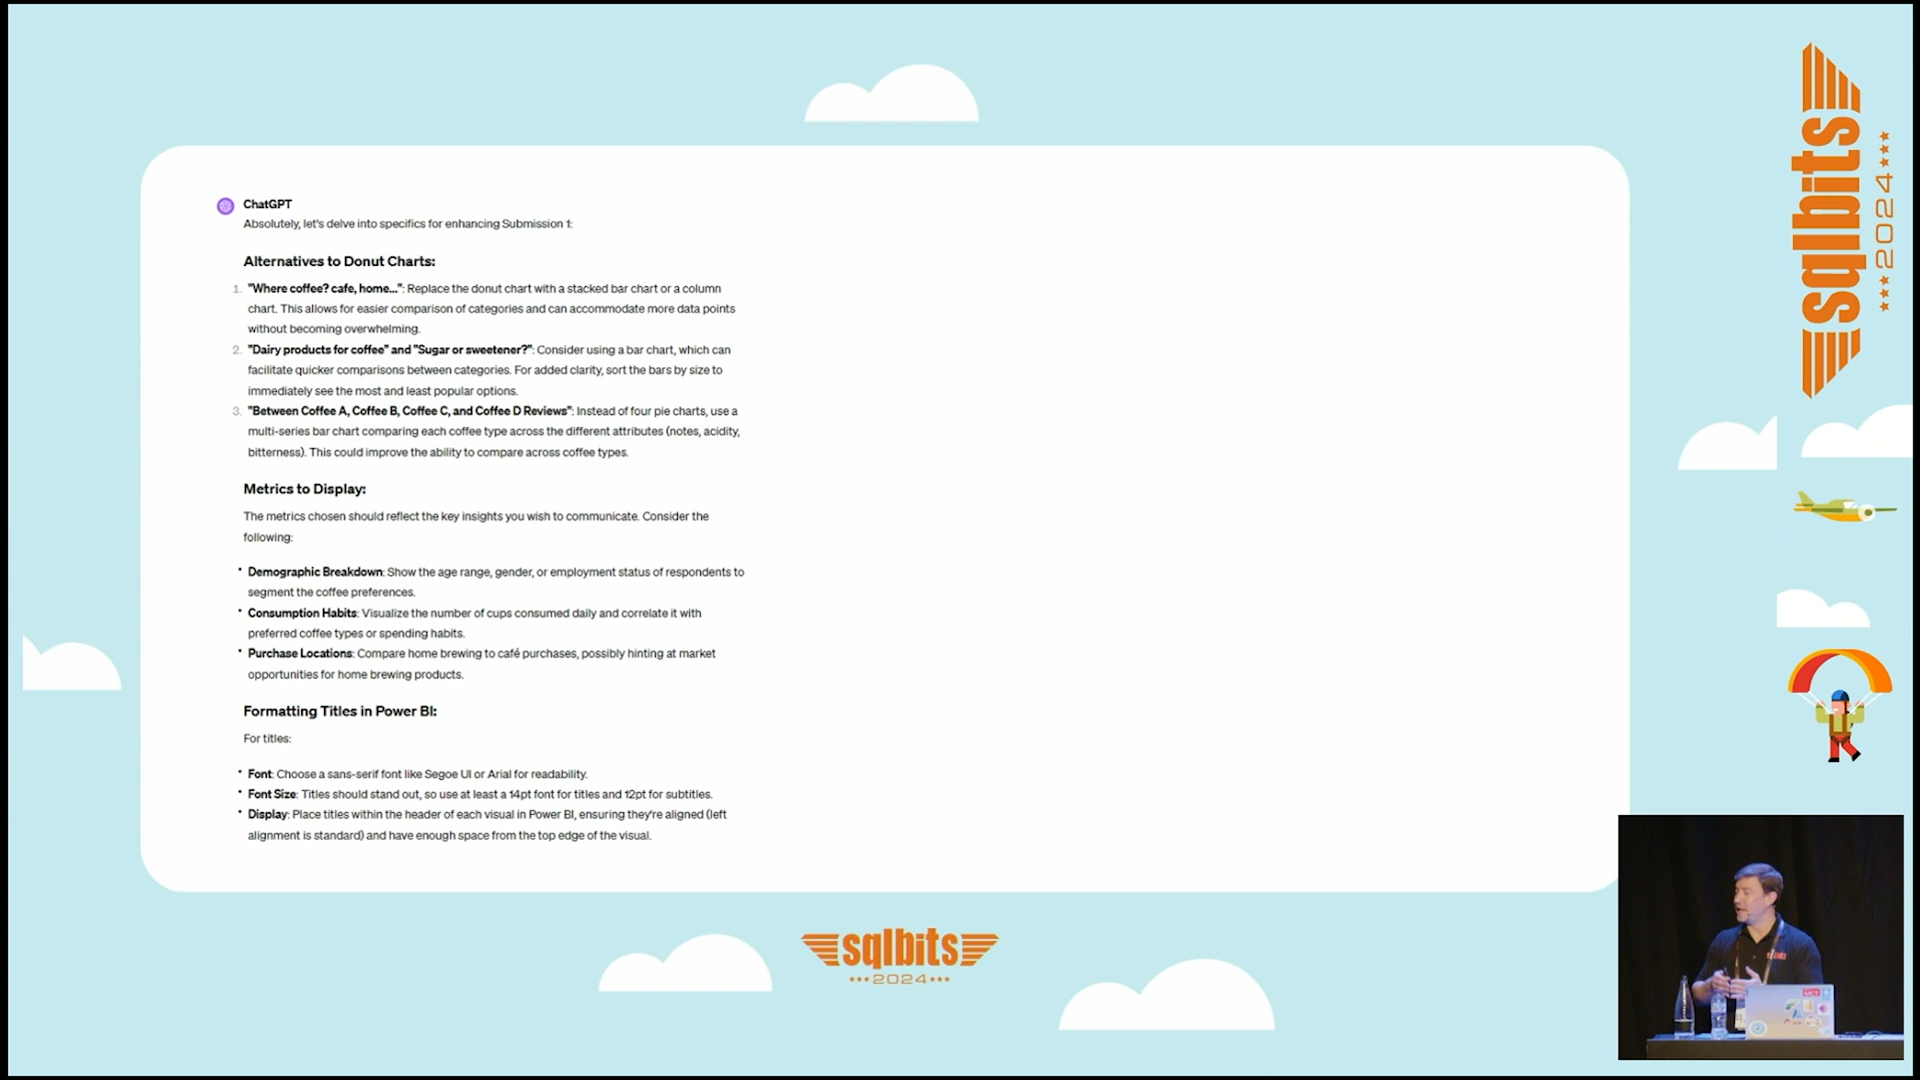 ChatGPT
Absolutely, let's delve into specifics for enhancing Submission 1:
Alternatives to Donut Charts:
1. "Where coffee? cafe, home...": Replace the donut chart with a stacked bar chart or a column
chart. This allows for easier comparison of categories and can accommodate more data points
without becoming overwhelming.
2. "Dairy products for coffee" and "Sugar or sweetener?": Consider using a bar chart, which can
facilitate quicker comparisons between categories. For added clarity, sort the bars by size to
immediately see the most and least popular options.
3. "Between Coffee A, Coffee B, Coffee C, and Coffee D Reviews": Instead of four pie charts, use a
multi-series bar chart comparing each coffee type across the different attributes (notes, acidity,
bitterness). This could improve the ability to compare across coffee types.
Metrics to Display:
The metrics chosen should reflect the key insights you wish to communicate. Consider the
following:
• Demographic Breakdown: Show the age range, gender, or employment status of respondents to
segment the coffee preferences.
• Consumption Habits: Visualize the number of cups consumed daily and correlate it with
preferred coffee types or spending habits.
• Purchase Locations: Compare home brewing to café purchases, possibly hinting at market
opportunities for home brewing products.
Formatting Titles in Power BI:
For titles:
• Font: Choose a sans-serif font like Segoe UI or Arial for readability.
• Font Size: Titles should stand out, so use at least a 14pt font for titles and 12pt for subtitles.
• Display: Place titles within the header of each visual in Power BI, ensuring they're aligned (left
alignment is standard) and have enough space from the top edge of the visual.
sqlbits
2024
sqlbits
2024